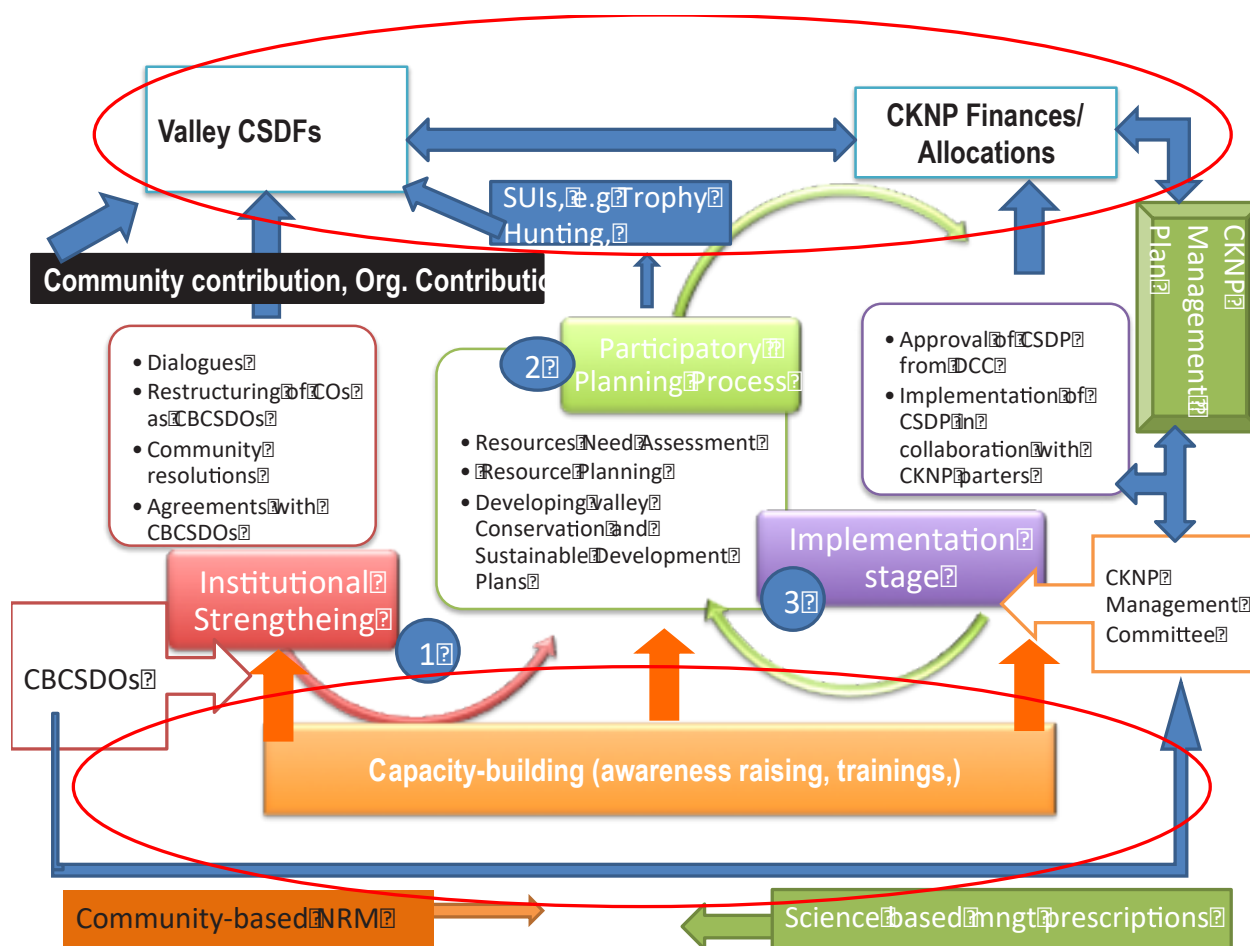 Valley CSDFs
CKNP Finances/
Allocations
SUIs, e.g Trophy
Hunting,
CKNP
Management
Plan
Community contribution, Org. Contributio
• Dialogues
• Restructuring of COs
as CBCSDOs
• Community
resolutions
• Agreements with
CBCSDOs
2
Participatory
Planning Process
• Resources Need Assessment
• Resource Planning
• Developing valley
Conservation and
Sustainable Development
Plans
• Approval of CSDP
from DCC
• Implementation of
CSDP in
collaboration with
CKNP parters
Institutional
Strengtheing
1
Implementation
stage
3
CKNP
Management
Committee
CBCSDOs
Capacity-building (awareness raising, trainings,)
Community-based NRM
Science based mngt prescriptions